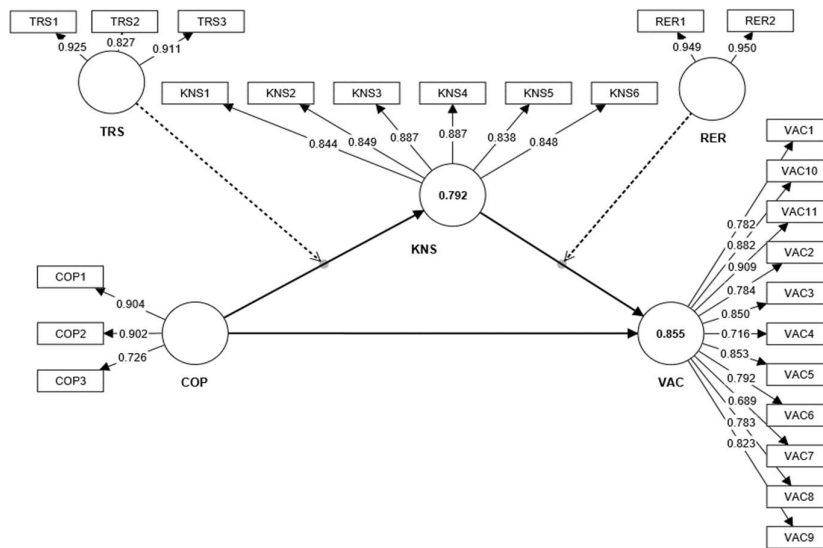 TRS1
TRS2
TRS3
RER1
RER2
0.925
0.827
0.911
0.949
0.950
TRS
RER
KNS1
KNS2
KNS3
KNS4
KNS5
KNS6
0.844
0.849
0.887
0.887
0.838
0.848
0.792
KNS
COP1
COP2
COP3
0.904
0.902
0.726
COP
0.855
VAC
0.782
0.882
0.909
0.784
0.850
0.716
0.853
0.792
0.689
0.783
0.823
VAC1
VAC10
VAC11
VAC2
VAC3
VAC4
VAC5
VAC6
VAC7
VAC8
VAC9